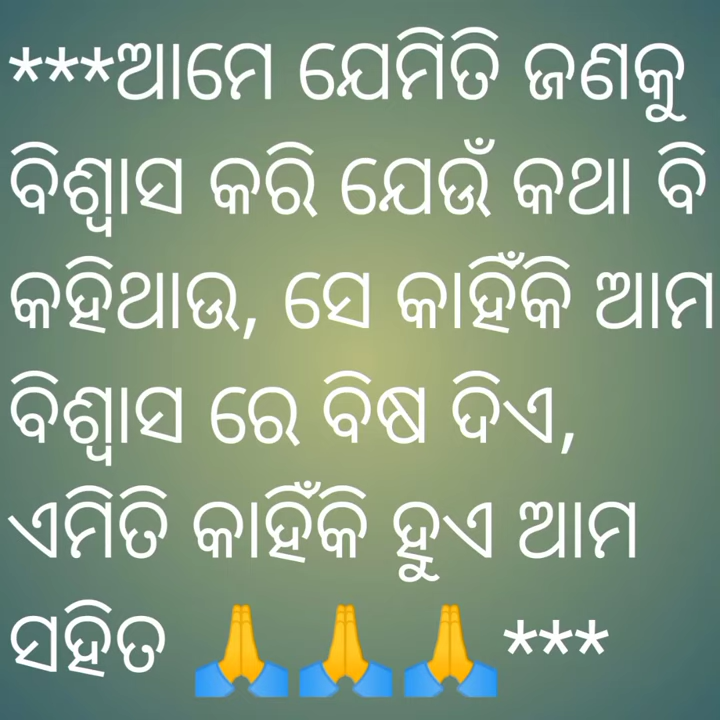 ***ଆମେ ଯେମିତି ଜଣକୁ
ବିଶ୍ୱାସ କରି ଯେଉଁ କଥା ବି
କହିଥାଉ, ସେ କାହିଁକି ଆମ
ବିଶ୍ୱାସ ରେ ବିଷ ଦିଏ,
ଏମିତି କାହିଁକି ହୁଏ ଆମ
ସହିତ 🙏🙏🙏***